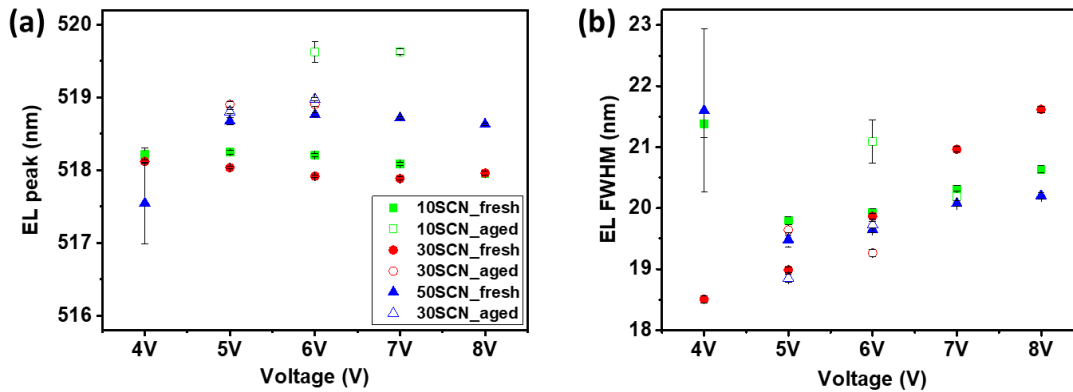 (a)
EL peak (nm)
520
519
518
517
516
10SCN_fresh
10SCN_aged
30SCN_fresh
30SCN_aged
50SCN_fresh
30SCN_aged
4V 5V 6V 7V 8V
Voltage (V)
(b)
EL FWHM (nm)
23
22
21
20
19
18
4V 5V 6V 7V 8V
Voltage (V)